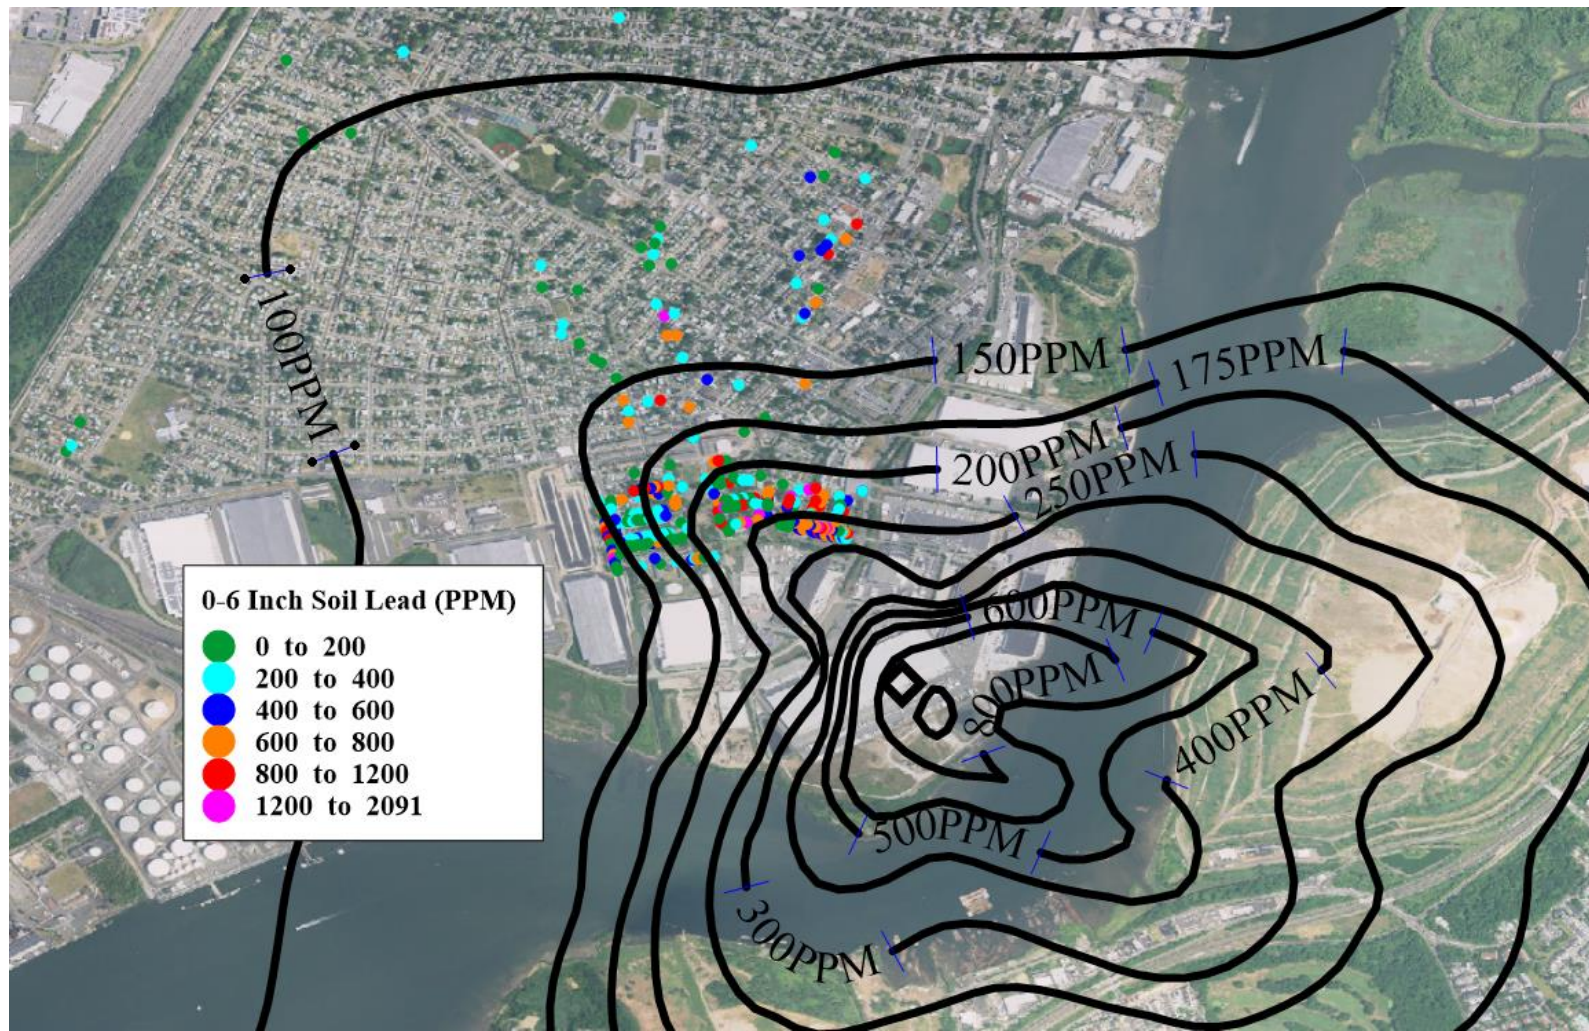 100PPM
150PPM
175PPM
200PPM
250PPM
600PPM
800PPM
400PPM
500PPM
300PPM
0-6 Inch Soil Lead (PPM)
0 to 200
200 to 400
400 to 600
600 to 800
800 to 1200
1200 to 2091